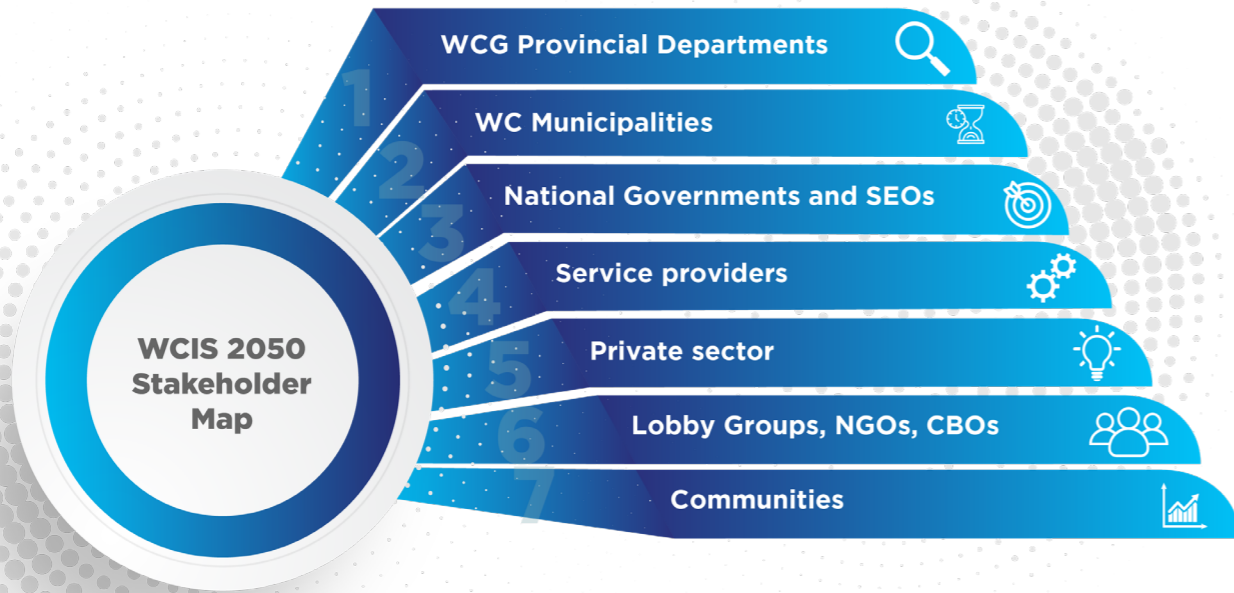 WCIS 2050
Stakeholder
Map
1
WCG Provincial Departments
2
WC Municipalities
3
National Governments and SEOs
4
Service providers
5
Private sector
6
Lobby Groups, NGOs, CBOs
7
Communities